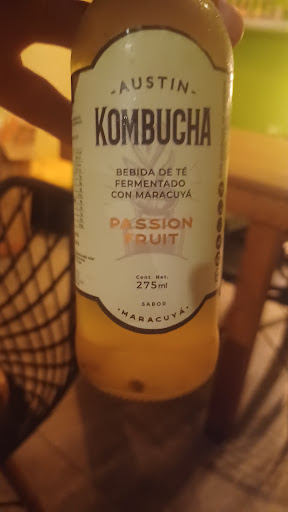 -AUSTIN-
KOMBUCHA
BEBIDA DE TÉ
FERMENTADO
CON MARACUYÁ
PASSION
FRUIT
Cont. Net.
275ml
SABOR
·MARACUYÁ·